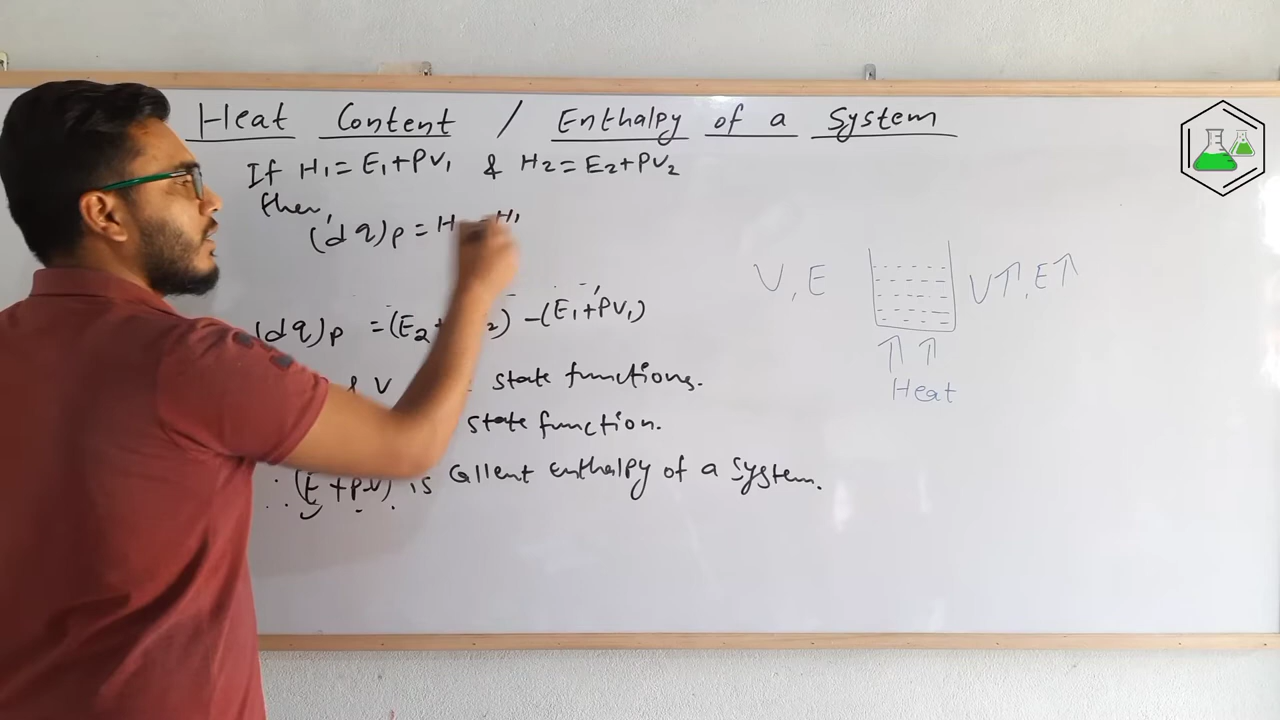 Heat Content / Enthalpy of a System
If H₁ = E₁+PV₁ & H₂ = E₂+PV₂
then,
(dq)p = H - H₁
(dq)p = (E₂+ ₂) - (E₁+PV₁)
& V state functions.
state function.
∴ (E+PV) is Callent Enthalpy of a System.
V, E
V↑, E↑
↑ ↑
Heat